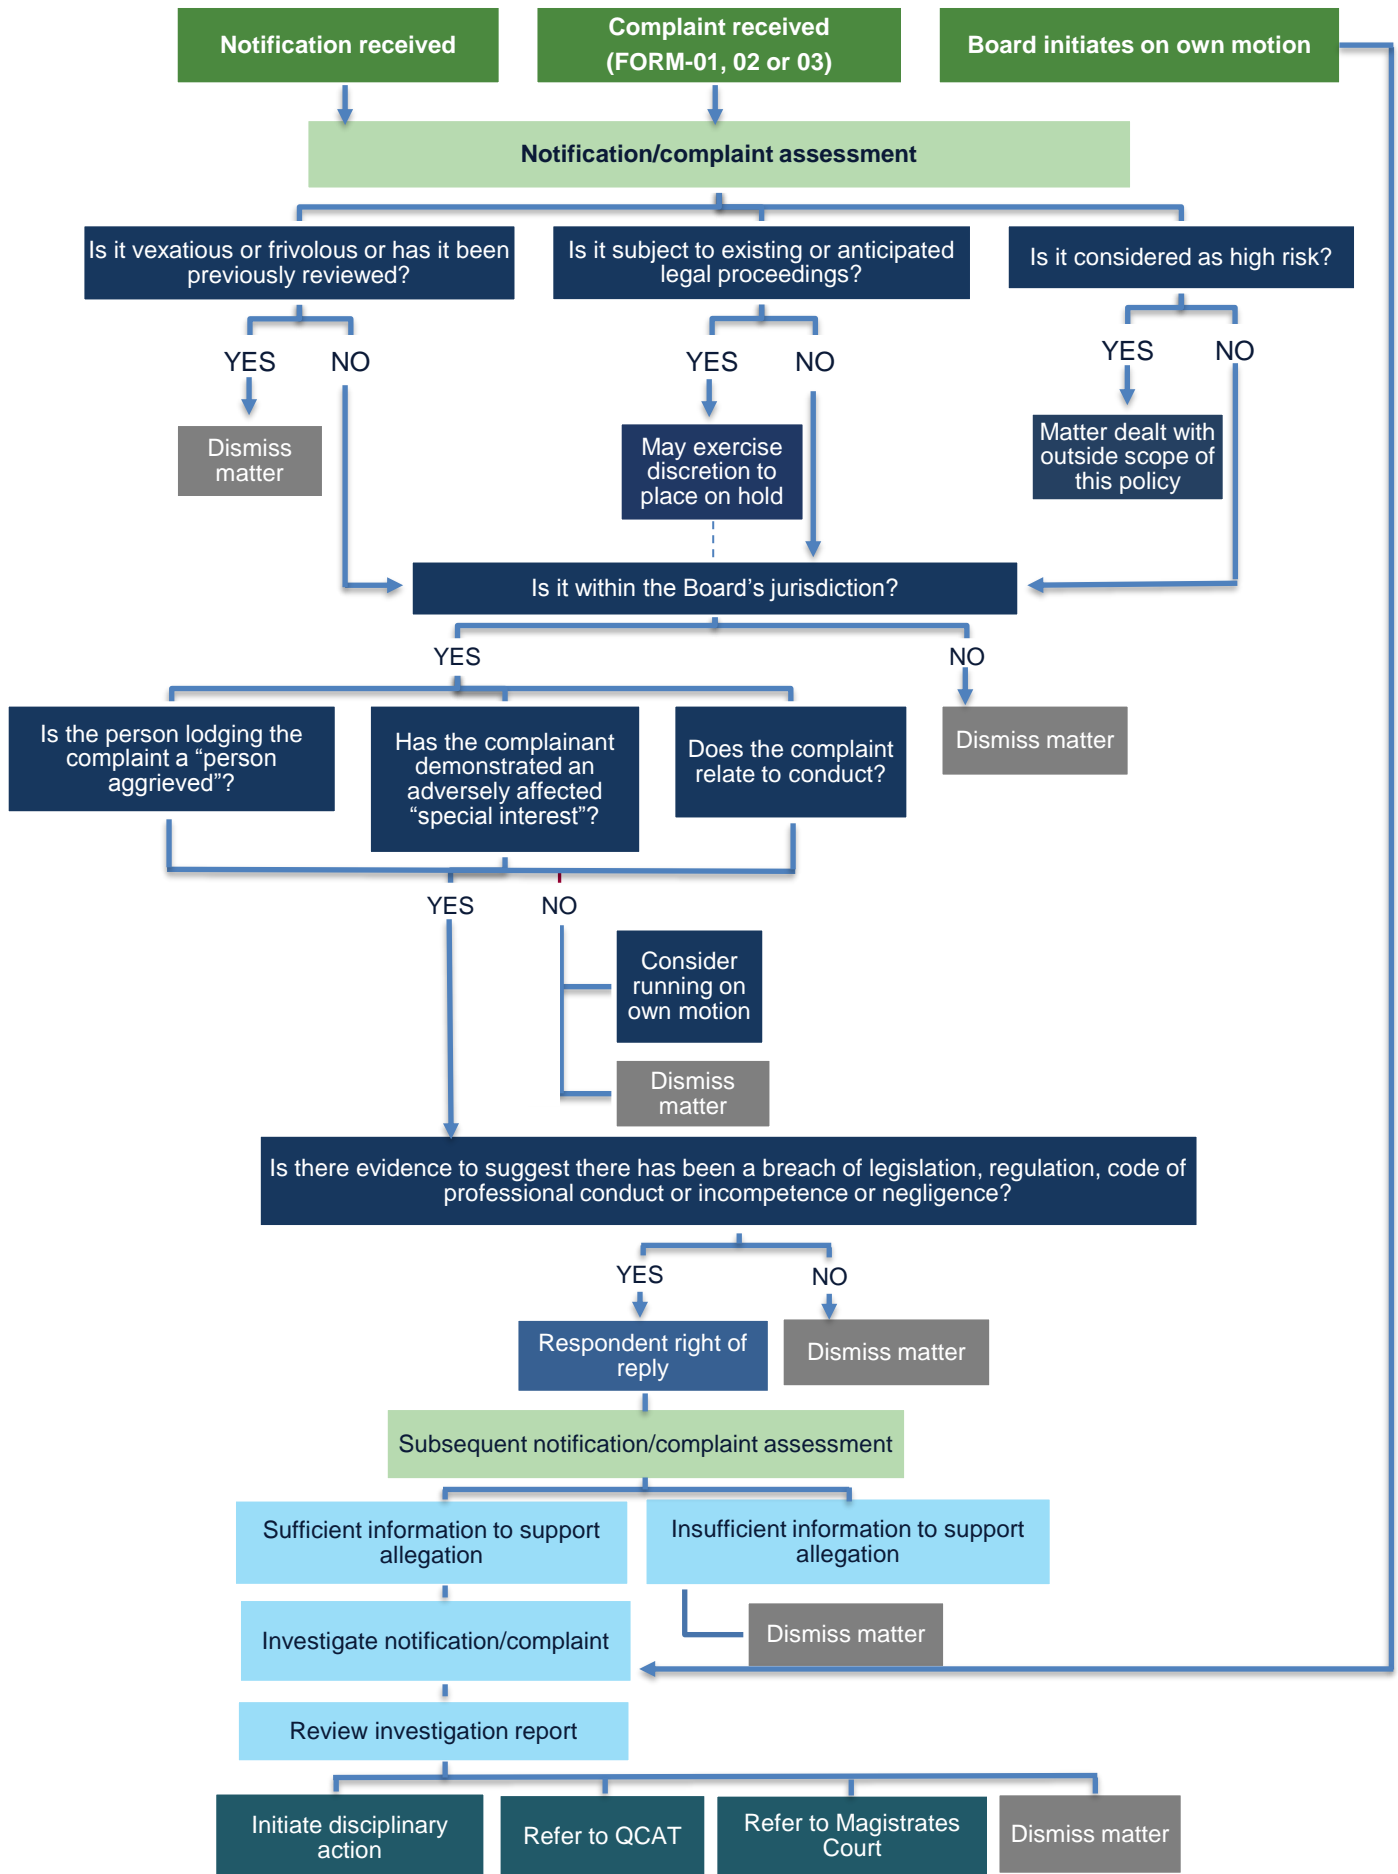 Notification received
Complaint received
(FORM-01, 02 or 03)
Board initiates on own motion
Notification/complaint assessment
Is it vexatious or frivolous or has it been
previously reviewed?
Is it subject to existing or anticipated
legal proceedings?
Is it considered as high risk?
YES
NO
YES
NO
YES
NO
Dismiss
matter
May exercise
discretion to
place on hold
Matter dealt with
outside scope of
this policy
Is it within the Board’s jurisdiction?
YES
NO
Is the person lodging the
complaint a “person
aggrieved”?
Has the complainant
demonstrated an
adversely affected
“special interest”?
Does the complaint
relate to conduct?
Dismiss matter
YES
NO
Consider
running on
own motion
Dismiss
matter
Is there evidence to suggest there has been a breach of legislation, regulation, code of
professional conduct or incompetence or negligence?
YES
NO
Respondent right of
reply
Dismiss matter
Subsequent notification/complaint assessment
Sufficient information to support
allegation
Insufficient information to support
allegation
Investigate notification/complaint
Dismiss matter
Review investigation report
Initiate disciplinary
action
Refer to QCAT
Refer to Magistrates
Court
Dismiss matter